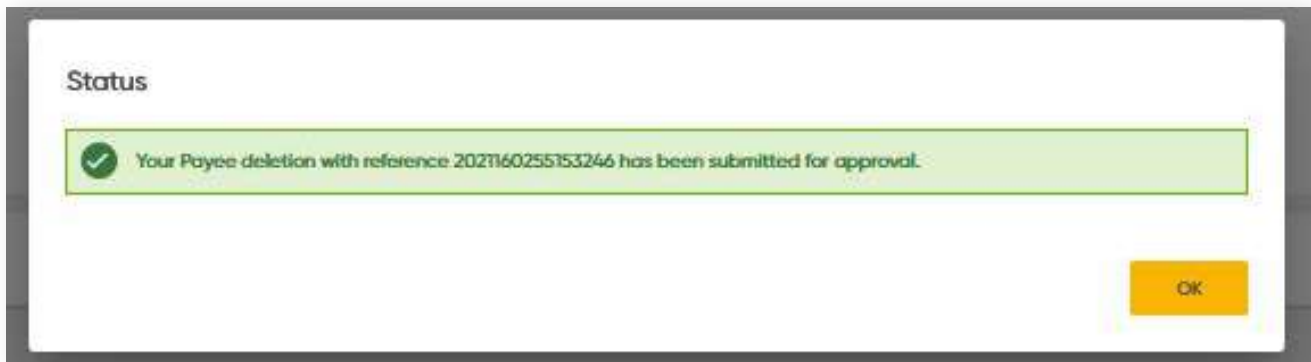 Status
Your Payee deletion with reference 2021160255153246 has been submitted for approval.
OK